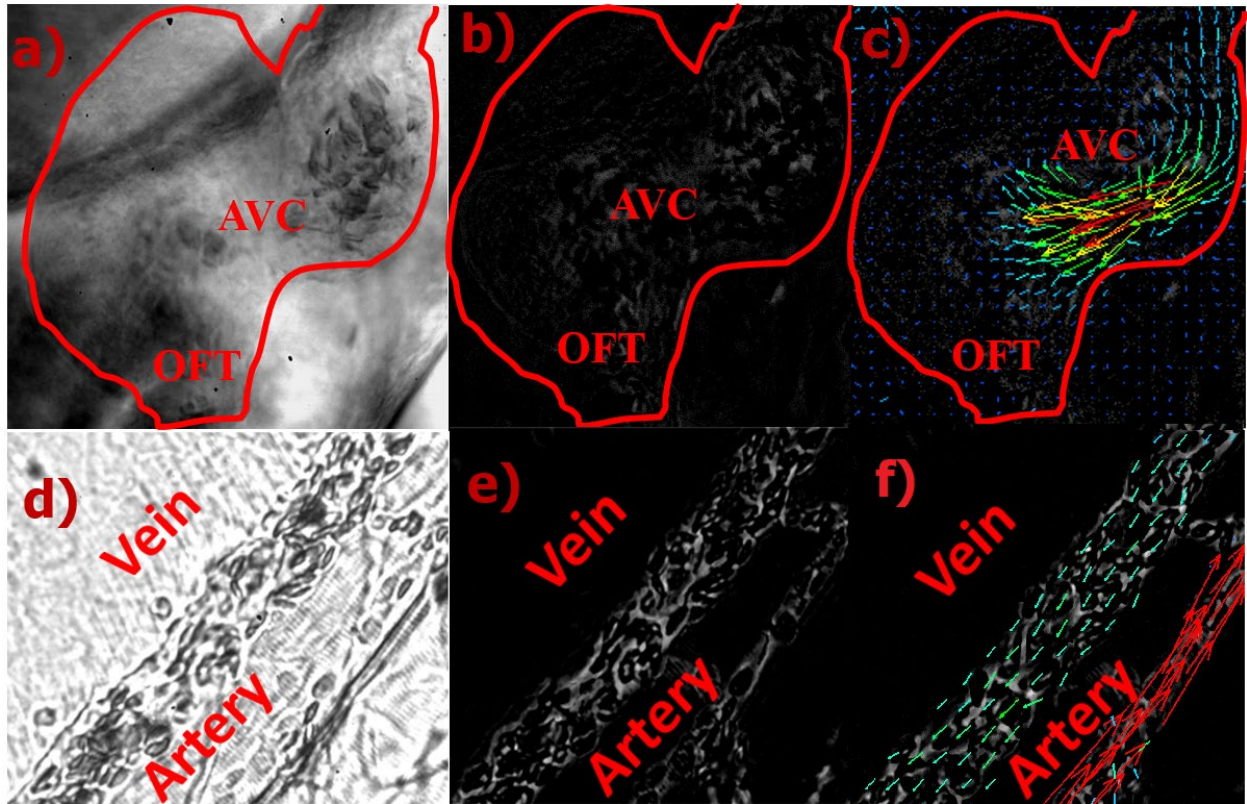 a)
AVC
OFT
b)
AVC
OFT
c)
AVC
OFT
d)
Vein
Artery
e)
Vein
Artery
f)
Vein
Artery